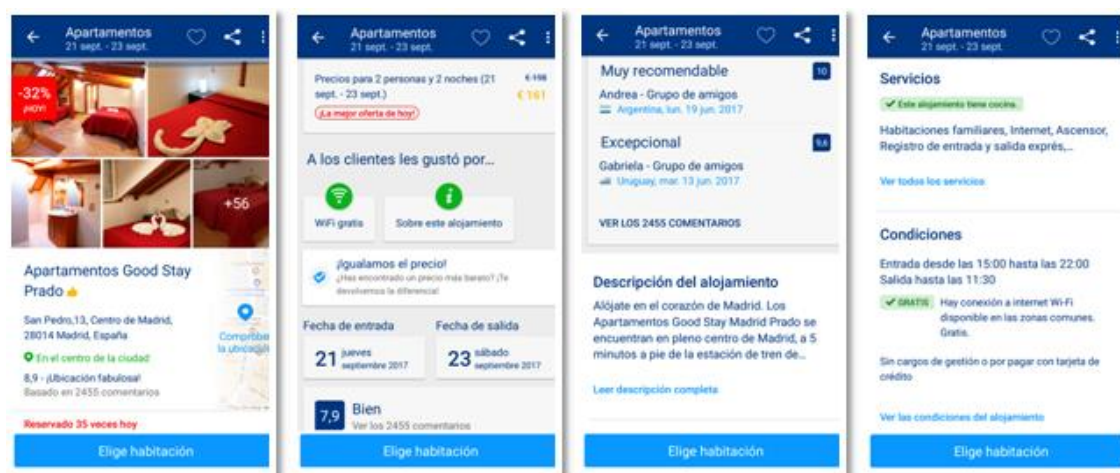 Apartamentos
21 sept. - 23 sept.
-32%
¡HOY!
+56
Apartamentos Good Stay
Prado
San Pedro,13, Centro de Madrid,
28014 Madrid, España
En el centro de la ciudad
8,9 - ¡Ubicación fabulosa!
Basado en 2455 comentarios
Comprobar
la ubicación
Reservado 35 veces hoy
Elige habitación
Apartamentos
21 sept. - 23 sept.
Precios para 2 personas y 2 noches (21
sept. - 23 sept.)
€ 198
€ 161
¡La mejor oferta de hoy!
A los clientes les gustó por...
WiFi gratis
Sobre este alojamiento
¡Igualamos el precio!
¿Has encontrado un precio más barato? ¡Te
devolvemos la diferencia!
Fecha de entrada
Fecha de salida
21 jueves
septiembre 2017
23 sábado
septiembre 2017
7,9 Bien
Ver los 2455 comentarios
Elige habitación
Apartamentos
21 sept. - 23 sept.
Muy recomendable
10
Andrea - Grupo de amigos
Argentina, lun. 19 jun. 2017
Excepcional
9,6
Gabriela - Grupo de amigos
Uruguay, mar. 13 jun. 2017
VER LOS 2455 COMENTARIOS
Descripción del alojamiento
Alójate en el corazón de Madrid. Los
Apartamentos Good Stay Madrid Prado se
encuentran en pleno centro de Madrid, a 5
minutos a pie de la estación de tren de...
Leer descripción completa
Elige habitación
Apartamentos
21 sept. - 23 sept.
Servicios
Este alojamiento tiene cocina.
Habitaciones familiares, Internet, Ascensor,
Registro de entrada y salida exprés,...
Ver todos los servicios
Condiciones
Entrada desde las 15:00 hasta las 22:00
Salida hasta las 11:30
GRATIS Hay conexión a internet Wi-Fi
disponible en las zonas comunes.
Gratis.
Sin cargos de gestión o por pagar con tarjeta de
crédito
Ver las condiciones del alojamiento
Elige habitación